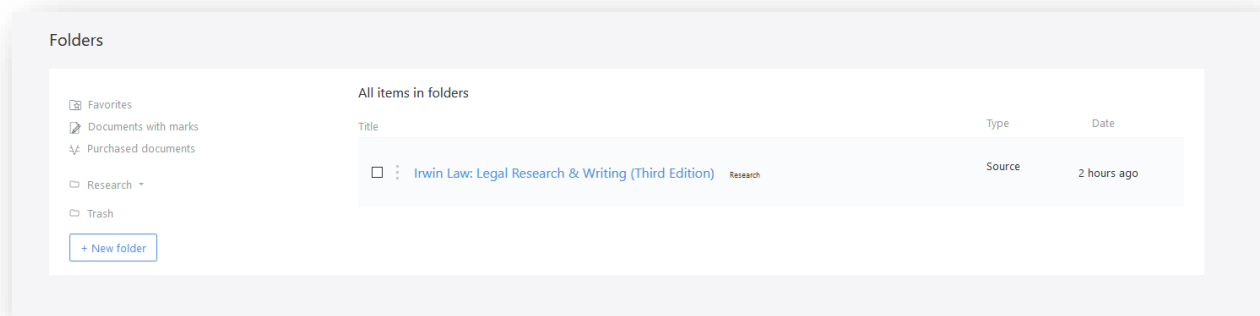 Folders
Favorites
Documents with marks
Purchased documents
Research
Trash
+ New folder
All items in folders
Title Type Date
Irwin Law: Legal Research & Writing (Third Edition) Research Source 2 hours ago